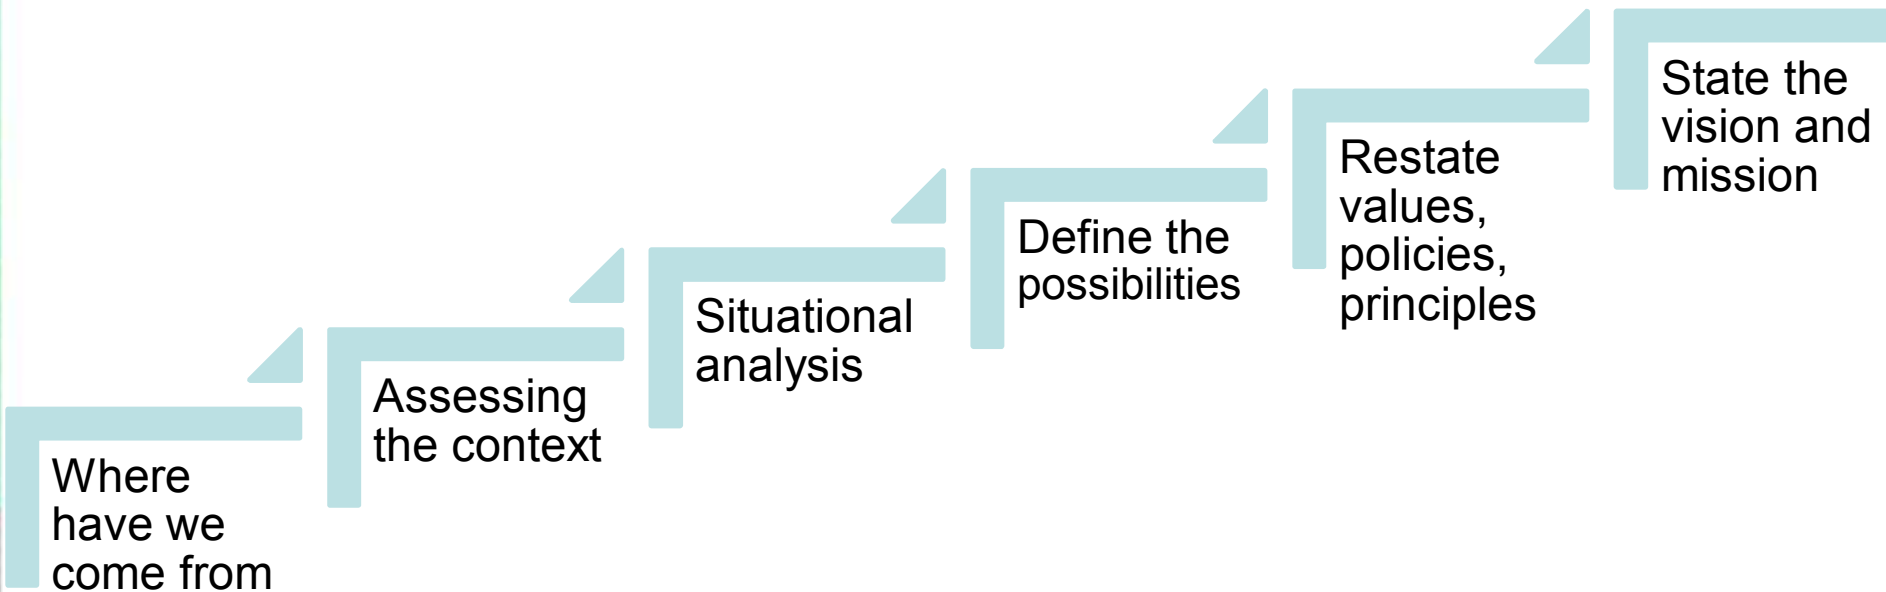 Where
have we
come from
Assessing
the context
Situational
analysis
Define the
possibilities
Restate
values,
policies,
principles
State the
vision and
mission